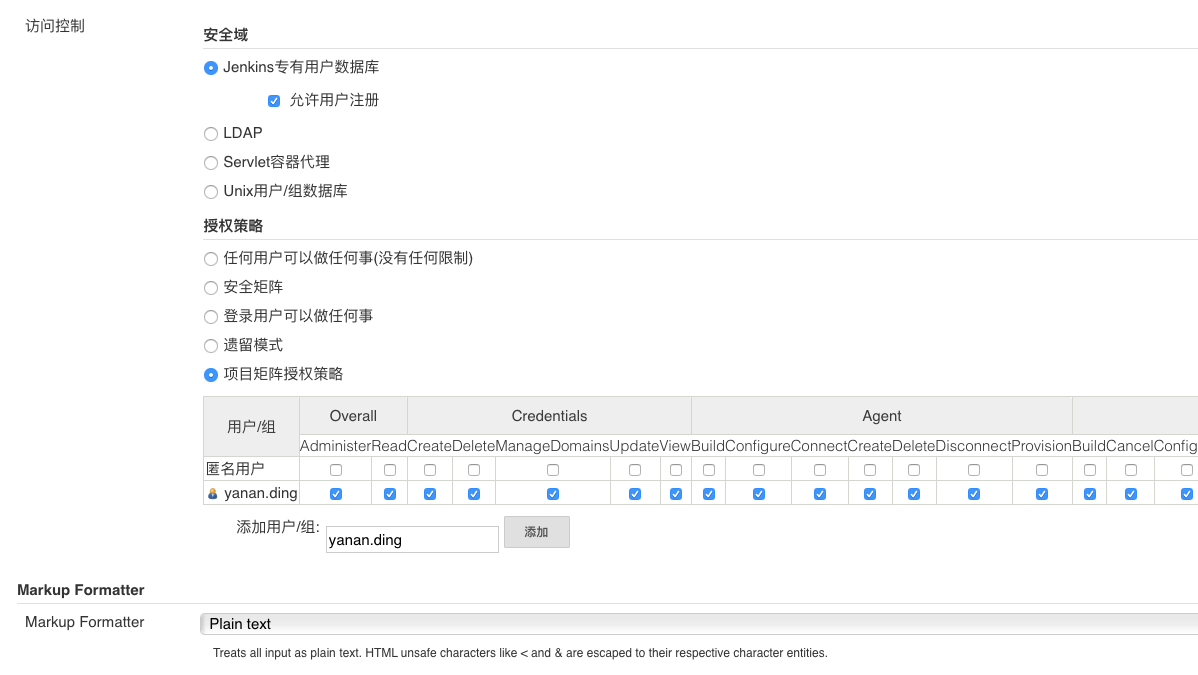 访问控制
安全域
Jenkins专有用户数据库
允许用户注册
LDAP
Servlet容器代理
Unix用户/组数据库
授权策略
任何用户可以做任何事(没有任何限制)
安全矩阵
登录用户可以做任何事
遗留模式
项目矩阵授权策略
用户/组 Overall Credentials Agent
Administer Read Create Delete ManageDomains Update View Build Configure Connect Create Delete Disconnect Provision Build Cancel Config
匿名用户
yanan.ding
添加用户/组: yanan.ding 添加
Markup Formatter
Markup Formatter Plain text
Treats all input as plain text. HTML unsafe characters like < and & are escaped to their respective character entities.